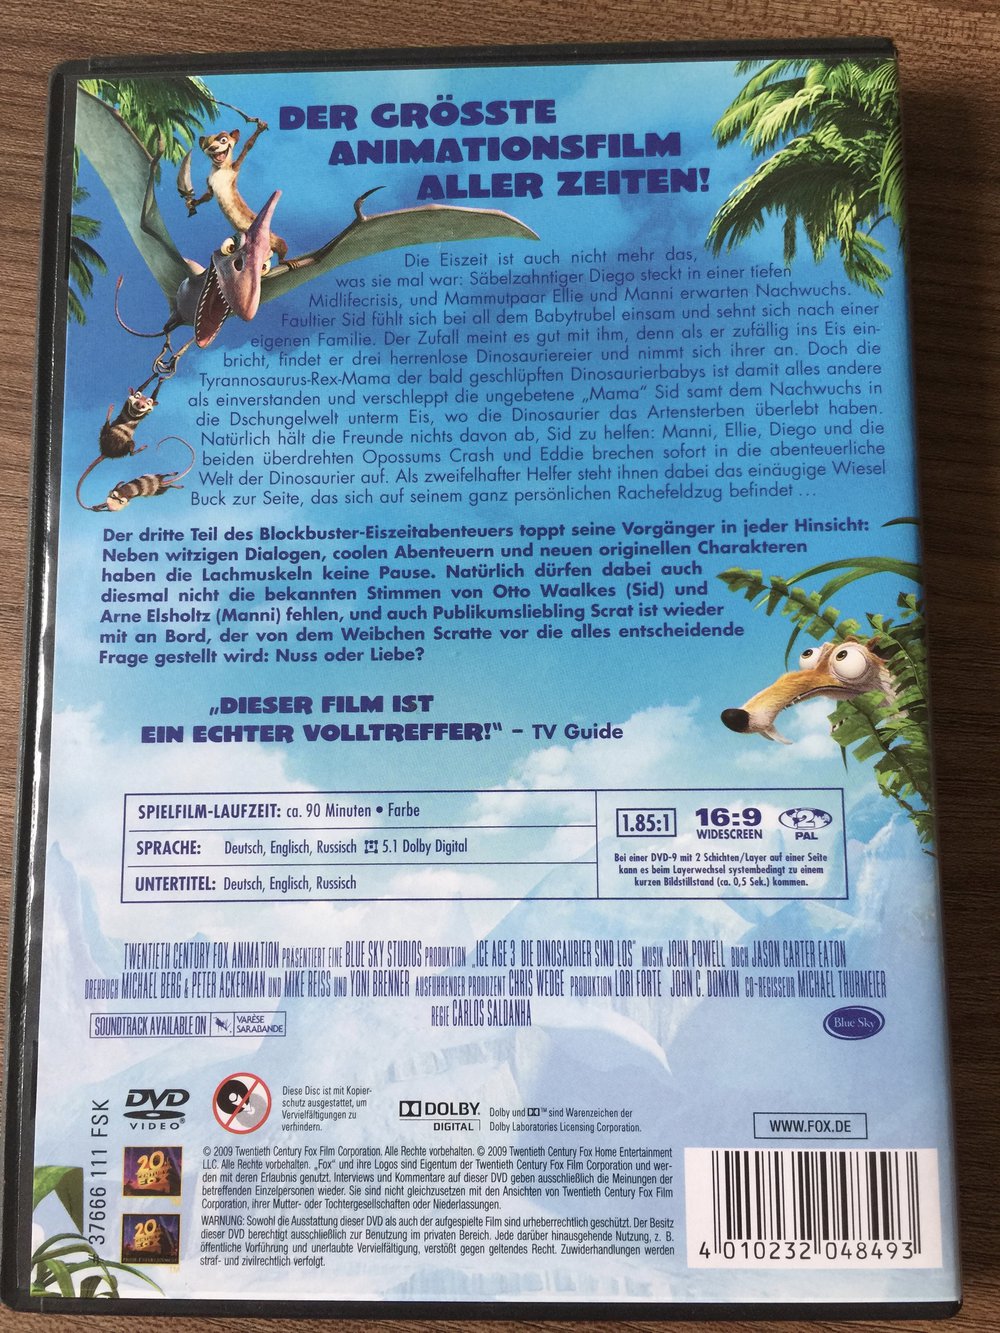 DER GRÖSSTE
ANIMATIONSFILM
ALLER ZEITEN!
Die Eiszeit ist auch nicht mehr das,
was sie mal war: Säbelzahntiger Diego steckt in einer tiefen
Midlifecrisis, und Mammutpaar Ellie und Manni erwarten Nachwuchs.
Faultier Sid fühlt sich bei all dem Babytrubel einsam und sehnt sich nach einer
eigenen Familie. Der Zufall meint es gut mit ihm, denn als er zufällig ins Eis ein-
bricht, findet er drei herrenlose Dinosauriereier und nimmt sich ihrer an. Doch die
Tyrannosaurus-Rex-Mama der bald geschlüpften Dinosaurierbabys ist damit alles andere
als einverstanden und verschleppt die ungebetene „Mama“ Sid samt dem Nachwuchs in
die Dschungelwelt unterm Eis, wo die Dinosaurier das Artensterben überlebt haben.
Natürlich hält die Freunde nichts davon ab, Sid zu helfen: Manni, Ellie, Diego und die
beiden überdrehten Opossums Crash und Eddie brechen sofort in die abenteuerliche
Welt der Dinosaurier auf. Als zweifelhafter Helfer steht ihnen dabei das einäugige Wiesel
Buck zur Seite, das sich auf seinem ganz persönlichen Rachefeldzug befindet ...
Der dritte Teil des Blockbuster-Eiszeitabenteuers toppt seine Vorgänger in jeder Hinsicht:
Neben witzigen Dialogen, coolen Abenteuern und neuen originellen Charakteren
haben die Lachmuskeln keine Pause. Natürlich dürfen dabei auch
diesmal nicht die bekannten Stimmen von Otto Waalkes (Sid) und
Arne Elsholtz (Manni) fehlen, und auch Publikumsliebling Scrat ist wieder
mit an Bord, der von dem Weibchen Scratte vor die alles entscheidende
Frage gestellt wird: Nuss oder Liebe?
„DIESER FILM IST
EIN ECHTER VOLLTREFFER!“ – TV Guide
SPIELFILM-LAUFZEIT: ca. 90 Minuten • Farbe
SPRACHE: Deutsch, Englisch, Russisch 5.1 Dolby Digital
UNTERTITEL: Deutsch, Englisch, Russisch
1.85:1 16:9 WIDESCREEN 2 PAL
Bei einer DVD-9 mit 2 Schichten/Layer auf einer Seite
kann es beim Layerwechsel systembedingt zu einem
kurzen Bildstillstand (ca. 0,5 Sek.) kommen.
TWENTIETH CENTURY FOX ANIMATION PRÄSENTIERT EINE BLUE SKY STUDIOS PRODUKTION „ICE AGE 3 DIE DINOSAURIER SIND LOS“ MUSIK JOHN POWELL BUCH JASON CARTER EATON
DREHBUCH MICHAEL BERG & PETER ACKERMAN UND MIKE REISS UND YONI BRENNER AUSFÜHRENDER PRODUZENT CHRIS WEDGE PRODUKTION LORI FORTE JOHN C. DONKIN CO-REGISSEUR MICHAEL THURMEIER
REGIE CARLOS SALDANHA
SOUNDTRACK AVAILABLE ON VARÈSE SARABANDE
Blue Sky
37666 111 FSK
DVD
VIDEO
Diese Disc ist mit Kopier-
schutz ausgestattet, um
Vervielfältigungen zu
verhindern.
DOLBY
DIGITAL
Dolby und ™ sind Warenzeichen der
Dolby Laboratories Licensing Corporation.
WWW.FOX.DE
20th CENTURY FOX
20th CENTURY FOX
© 2009 Twentieth Century Fox Film Corporation. Alle Rechte vorbehalten. © 2009 Twentieth Century Fox Home Entertainment
LLC. Alle Rechte vorbehalten. „Fox“ und ihre Logos sind Eigentum der Twentieth Century Fox Film Corporation und wer-
den mit deren Erlaubnis genutzt. Interviews und Kommentare auf dieser DVD geben ausschließlich die Meinungen der
betreffenden Einzelpersonen wieder. Sie sind nicht gleichzusetzen mit den Ansichten von Twentieth Century Fox Film
Corporation, ihrer Mutter- oder Tochtergesellschaften oder Niederlassungen.
WARNUNG: Sowohl die Ausstattung dieser DVD als auch der aufgespielte Film sind urheberrechtlich geschützt. Der Besitz
dieser DVD berechtigt ausschließlich zur Benutzung im privaten Bereich. Jede darüber hinausgehende Nutzung, z. B.
öffentliche Vorführung und unerlaubte Vervielfältigung, verstößt gegen geltendes Recht. Zuwiderhandlungen werden
straf- und zivilrechtlich verfolgt.
4 010232 048493